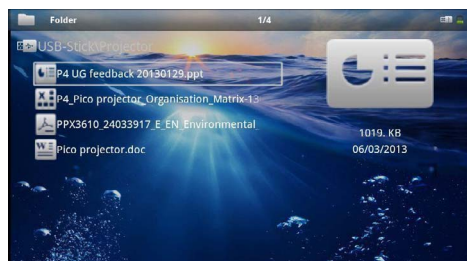 Folder 1/4
USB-Stick\Projector
P4 UG feedback 20130129.ppt
P4_Pico projector_Organisation_Matrix-13
PPX3610_24033917_E_EN_Environmental_
Pico projector.doc
1019. KB
06/03/2013